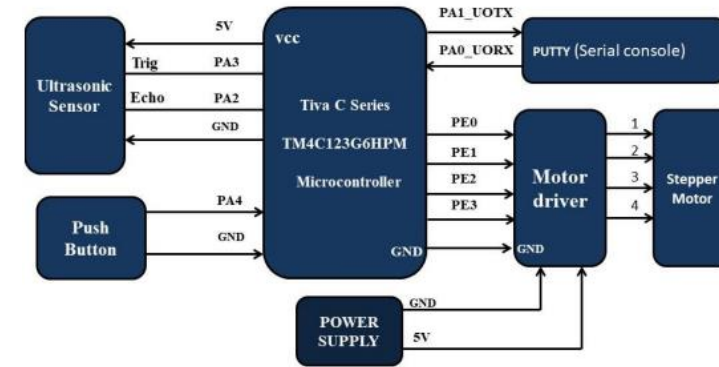 PA1_UOTX
5V
vcc
PA0_UORX
PUTTY (Serial console)
Trig
PA3
Ultrasonic
Sensor
Echo
PA2
Tiva C Series
GND
TM4C123G6HPM
Microcontroller
PE0
PE1
PE2
PE3
GND
Motor
driver
GND
1
2
3
4
Stepper
Motor
Push
Button
PA4
GND
POWER
SUPPLY
GND
5V